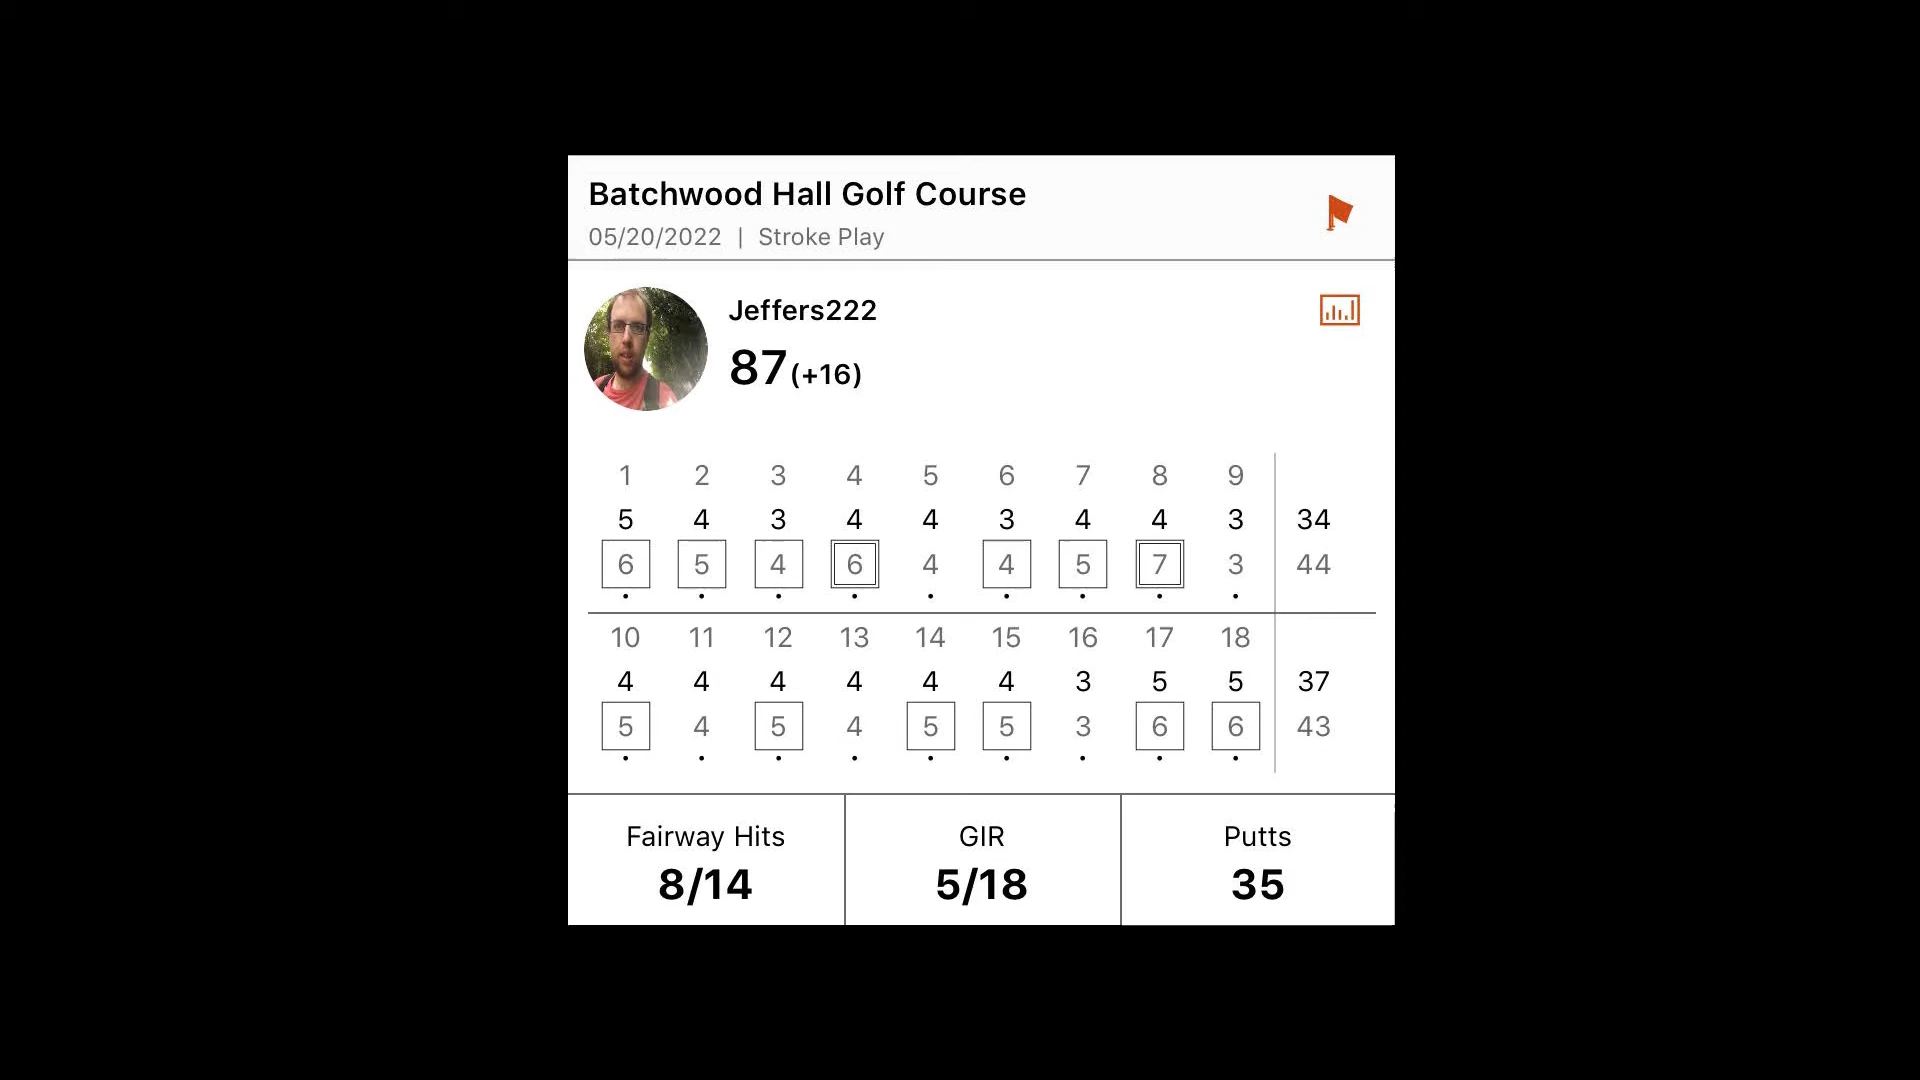 Batchwood Hall Golf Course
05/20/2022 | Stroke Play
Jeffers222
87(+16)
1 2 3 4 5 6 7 8 9
5 4 3 4 4 3 4 4 3 34
6 5 4 6 4 4 5 7 3 44
10 11 12 13 14 15 16 17 18
4 4 4 4 4 4 3 5 5 37
5 4 5 4 5 5 3 6 6 43
Fairway Hits GIR Putts
8/14 5/18 35